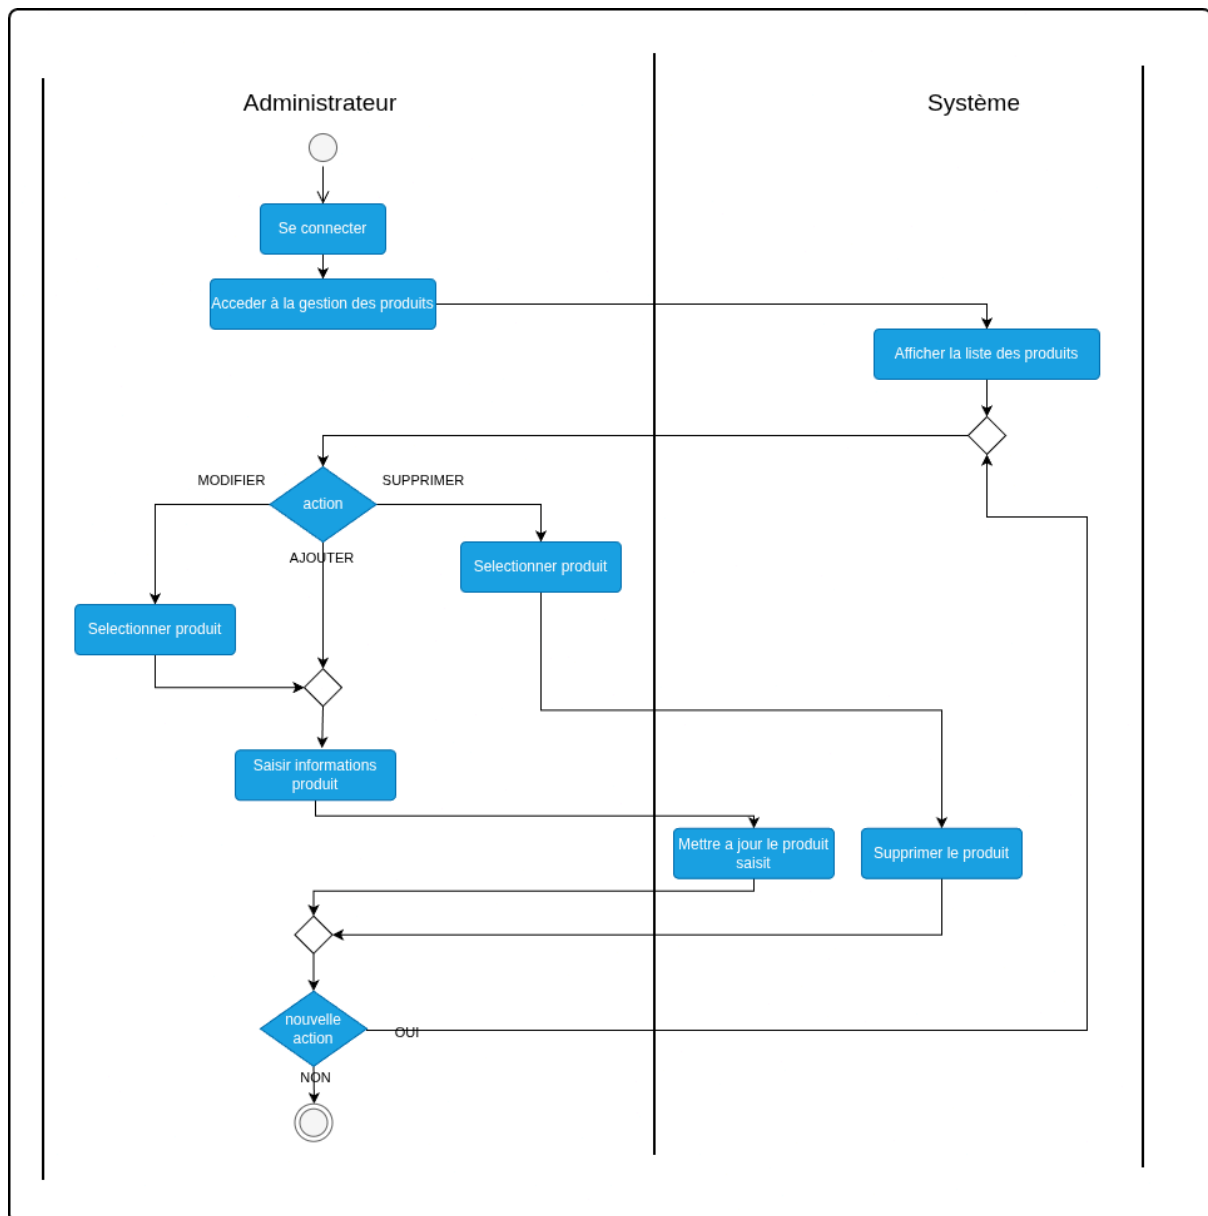 Administrateur
Système
Se connecter
Acceder à la gestion des produits
Afficher la liste des produits
MODIFIER
SUPPRIMER
action
AJOUTER
Selectionner produit
Selectionner produit
Saisir informations
produit
Mettre a jour le produit
saisit
Supprimer le produit
nouvelle
action
OUI
NON